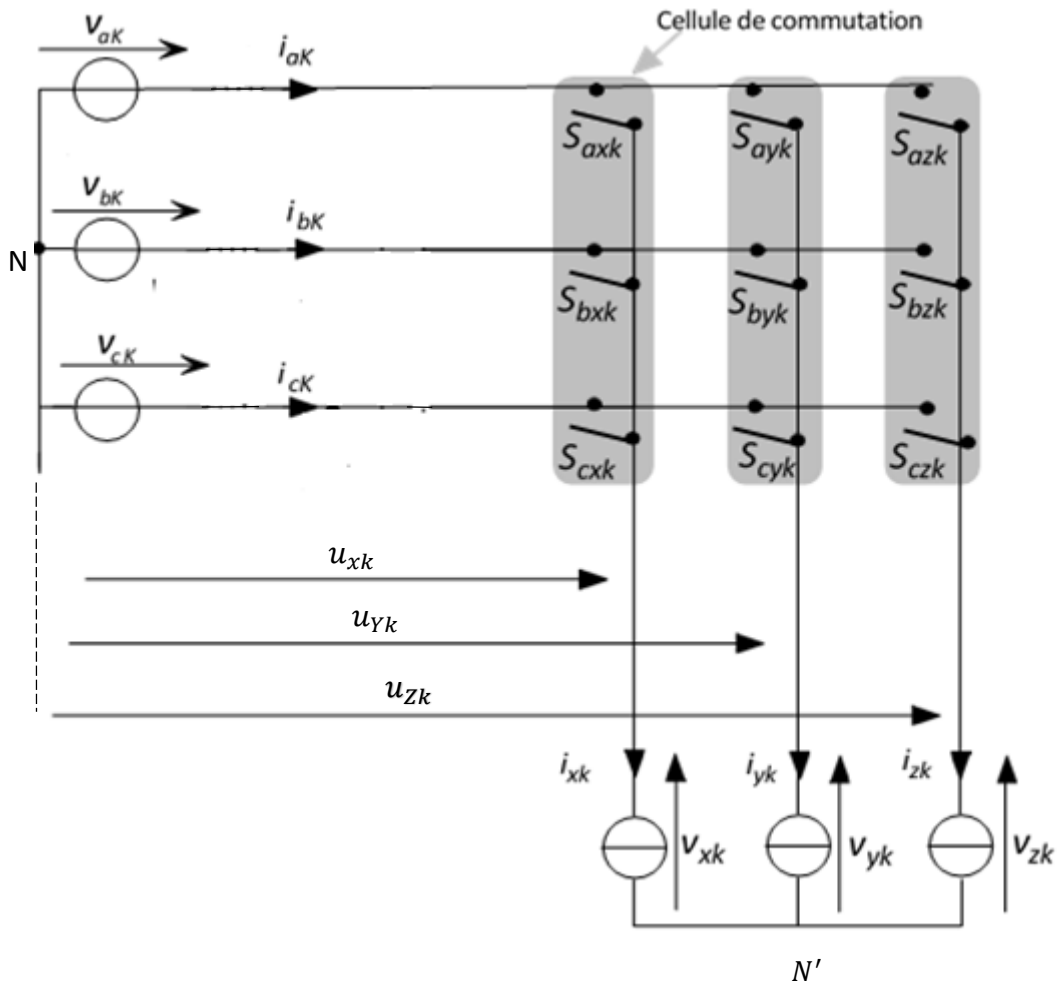 Cellule de commutation
v_aK
i_aK
S_axk
S_ayk
S_azk
v_bK
i_bK
N
S_bxk
S_byk
S_bzk
v_cK
i_cK
S_cxk
S_cyk
S_czk
u_xk
u_Yk
u_Zk
i_xk
i_yk
i_zk
v_xk
v_yk
v_zk
N'